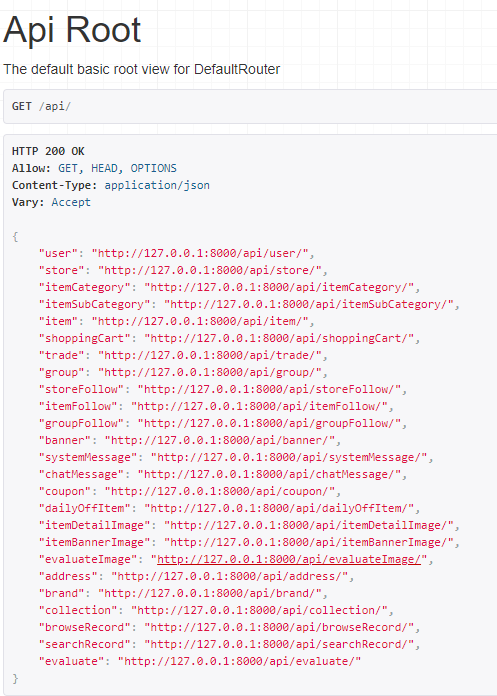 Api Root
The default basic root view for DefaultRouter
GET /api/
HTTP 200 OK
Allow: GET, HEAD, OPTIONS
Content-Type: application/json
Vary: Accept
{
"user": "http://127.0.0.1:8000/api/user/",
"store": "http://127.0.0.1:8000/api/store/",
"itemCategory": "http://127.0.0.1:8000/api/itemCategory/",
"itemSubCategory": "http://127.0.0.1:8000/api/itemSubCategory/",
"item": "http://127.0.0.1:8000/api/item/",
"shoppingCart": "http://127.0.0.1:8000/api/shoppingCart/",
"trade": "http://127.0.0.1:8000/api/trade/",
"group": "http://127.0.0.1:8000/api/group/",
"storeFollow": "http://127.0.0.1:8000/api/storeFollow/",
"itemFollow": "http://127.0.0.1:8000/api/itemFollow/",
"groupFollow": "http://127.0.0.1:8000/api/groupFollow/",
"banner": "http://127.0.0.1:8000/api/banner/",
"systemMessage": "http://127.0.0.1:8000/api/systemMessage/",
"chatMessage": "http://127.0.0.1:8000/api/chatMessage/",
"coupon": "http://127.0.0.1:8000/api/coupon/",
"dailyOffItem": "http://127.0.0.1:8000/api/dailyOffItem/",
"itemDetailImage": "http://127.0.0.1:8000/api/itemDetailImage/",
"itemBannerImage": "http://127.0.0.1:8000/api/itemBannerImage/",
"evaluateImage": "http://127.0.0.1:8000/api/evaluateImage/",
"address": "http://127.0.0.1:8000/api/address/",
"brand": "http://127.0.0.1:8000/api/brand/",
"collection": "http://127.0.0.1:8000/api/collection/",
"browseRecord": "http://127.0.0.1:8000/api/browseRecord/",
"searchRecord": "http://127.0.0.1:8000/api/searchRecord/",
"evaluate": "http://127.0.0.1:8000/api/evaluate/"
}